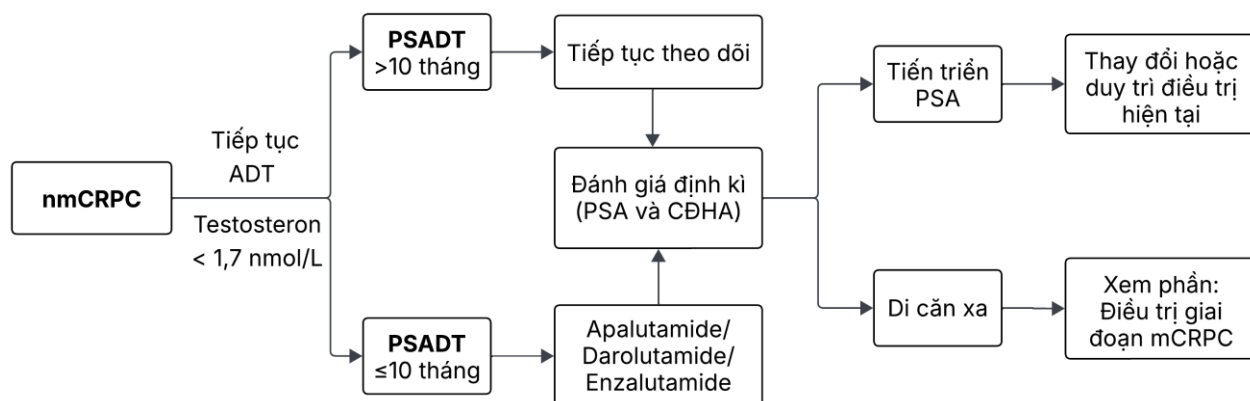 nmCRPC
Tiếp tục
ADT
Testosteron
< 1,7 nmol/L
PSADT
>10 tháng
Tiếp tục theo dõi
PSADT
≤10 tháng
Apalutamide/
Darolutamide/
Enzalutamide
Đánh giá định kì
(PSA và CĐHA)
Tiến triển
PSA
Thay đổi hoặc
duy trì điều trị
hiện tại
Di căn xa
Xem phần:
Điều trị giai
đoạn mCRPC